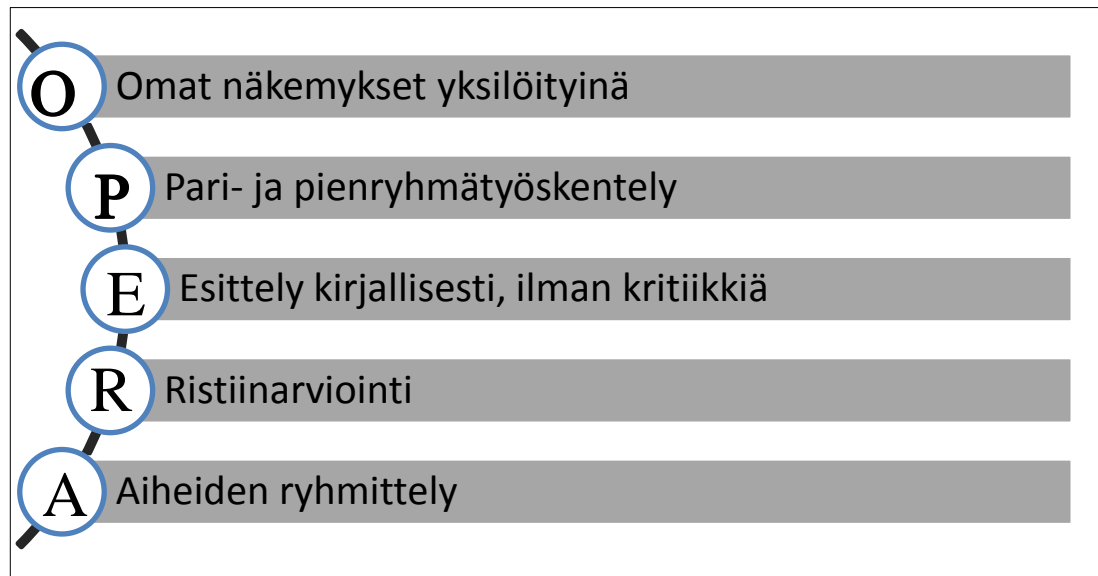 O Omat näkemykset yksilöityinä
P Pari- ja pienryhmätyöskentely
E Esittely kirjallisesti, ilman kritiikkiä
R Ristiinarviointi
A Aiheiden ryhmittely